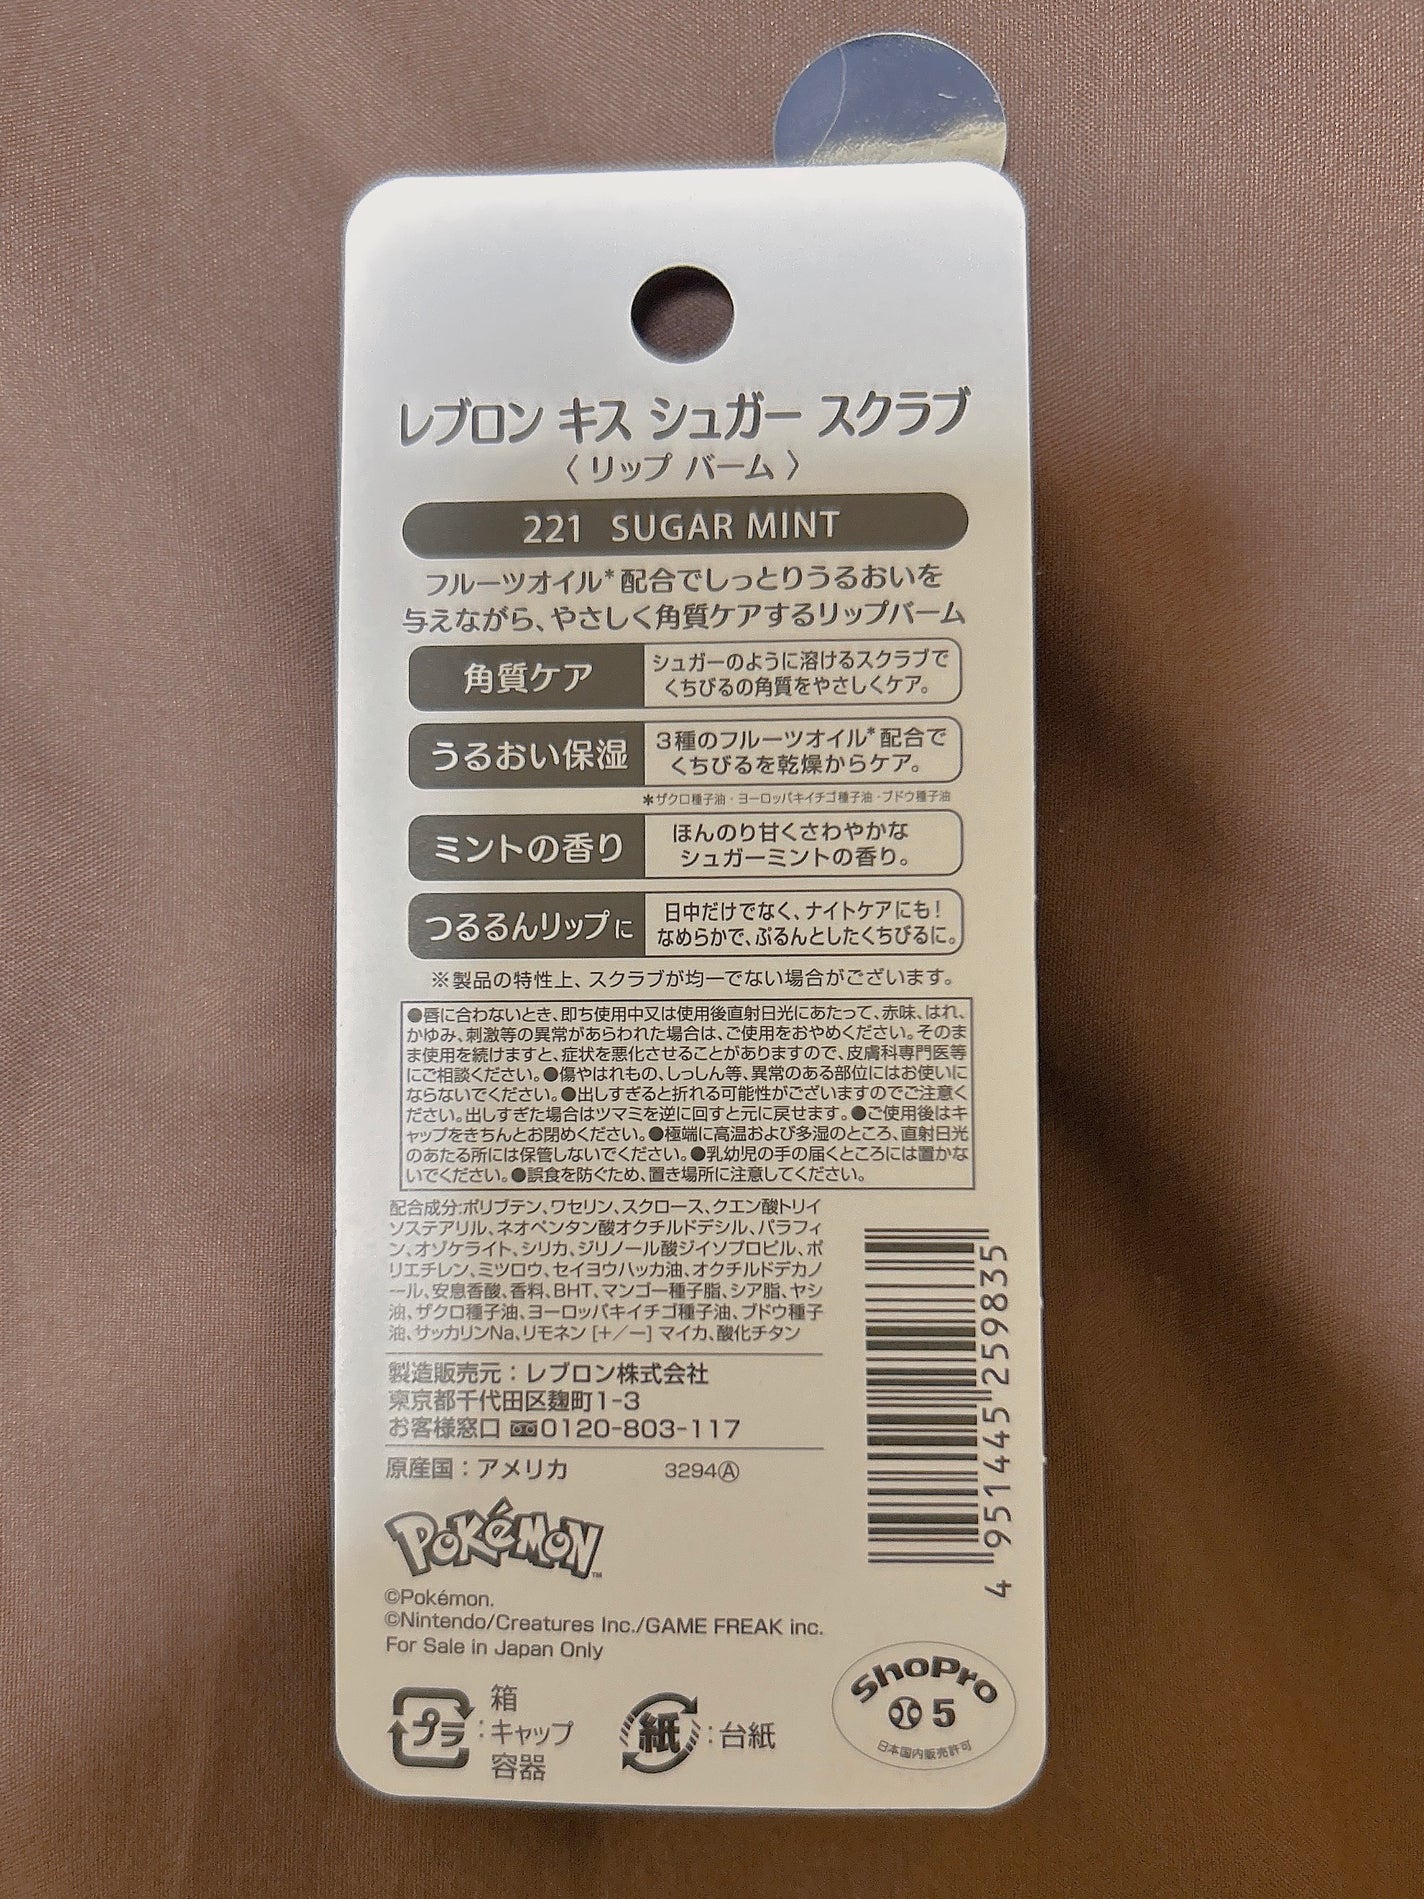 レブロン キス シュガー スクラブ
〈 リップ バーム 〉
221 SUGAR MINT
フルーツオイル*配合でしっとりうるおいを
与えながら、やさしく角質ケアするリップバーム
角質ケア
シュガーのように溶けるスクラブで
くちびるの角質をやさしくケア。
うるおい保湿
3種のフルーツオイル*配合で
くちびるを乾燥からケア。
*ザクロ種子油・ヨーロッパキイチゴ種子油・ブドウ種子油
ミントの香り
ほんのり甘くさわやかな
シュガーミントの香り。
つるるんリップに
日中だけでなく、ナイトケアにも!
なめらかで、ぷるんとしたくちびるに。
※製品の特性上、スクラブが均一でない場合がございます。
●唇に合わないとき、即ち使用中又は使用後直射日光にあたって、赤味、はれ、
かゆみ、刺激等の異常があらわれた場合は、ご使用をおやめください。そのま
ま使用を続けますと、症状を悪化させることがありますので、皮膚科専門医等
にご相談ください。●傷やはれもの、しっしん等、異常のある部位にはお使いに
ならないでください。●出しすぎると折れる可能性がございますのでご注意く
ださい。出しすぎた場合はツマミを逆に回すと元に戻せます。●ご使用後はキ
ャップをきちんとお閉めください。●極端に高温および多湿のところ、直射日光
のあたる所には保管しないでください。●乳幼児の手の届くところには置かな
いでください。●誤食を防ぐため、置き場所に注意してください。
配合成分:ポリブテン、ワセリン、スクロース、クエン酸トリイ
ソステアリル、ネオペンタン酸オクチルドデシル、パラフィ
ン、オゾケライト、シリカ、ジリノール酸ジイソプロピル、ポ
リエチレン、ミツロウ、セイヨウハッカ油、オクチルドデカノ
ール、安息香酸、香料、BHT、マンゴー種子脂、シア脂、ヤシ
油、ザクロ種子油、ヨーロッパキイチゴ種子油、ブドウ種子
油、サッカリンNa、リモネン [+/-] マイカ、酸化チタン
製造販売元:レブロン株式会社
東京都千代田区麹町1-3
お客様窓口 0120-803-117
原産国:アメリカ 3294Ⓐ
4 951445 259835
POKéMON™
©Pokémon.
©Nintendo/Creatures Inc./GAME FREAK inc.
For Sale in Japan Only
プラ:箱
キャップ
容器
紙:台紙
ShoPro
5
日本国内販売許可